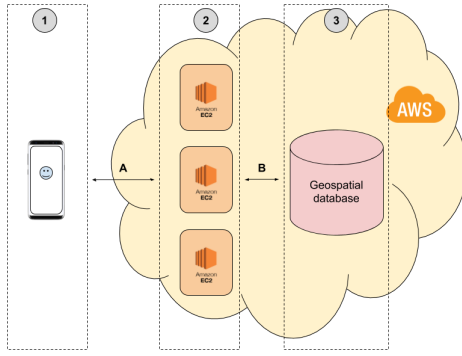 1
2
3
Amazon
EC2
AWS
A
B
Amazon
EC2
Geospatial
database
Amazon
EC2